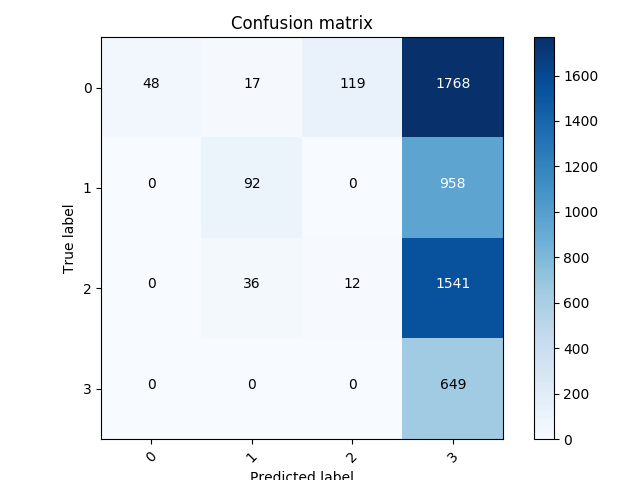 Confusion matrix
0 48 17 119 1768
1 0 92 0 958
2 0 36 12 1541
3 0 0 0 649
0 1 2 3
True label
Predicted label
1600
1400
1200
1000
800
600
400
200
0